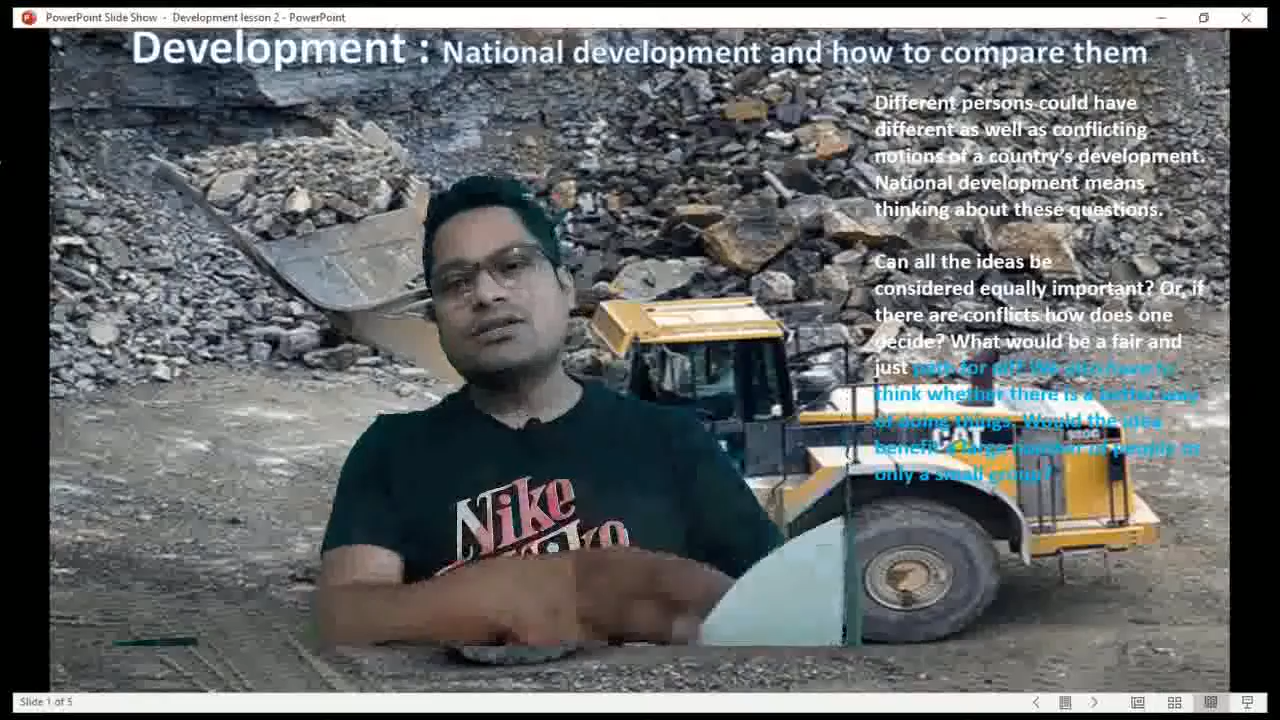 PowerPoint Slide Show - Development lesson 2 - PowerPoint
Development : National development and how to compare them
Different persons could have
different as well as conflicting
notions of a country's development.
National development means
thinking about these questions.
Can all the ideas be
considered equally important? Or, if
there are conflicts how does one
decide? What would be a fair and
just path for all? We also have to
think whether there is a better way
of doing things. Would the idea
benefit a large number of people or
only a small group?
CAT
Nike
Nike
Slide 1 of 5